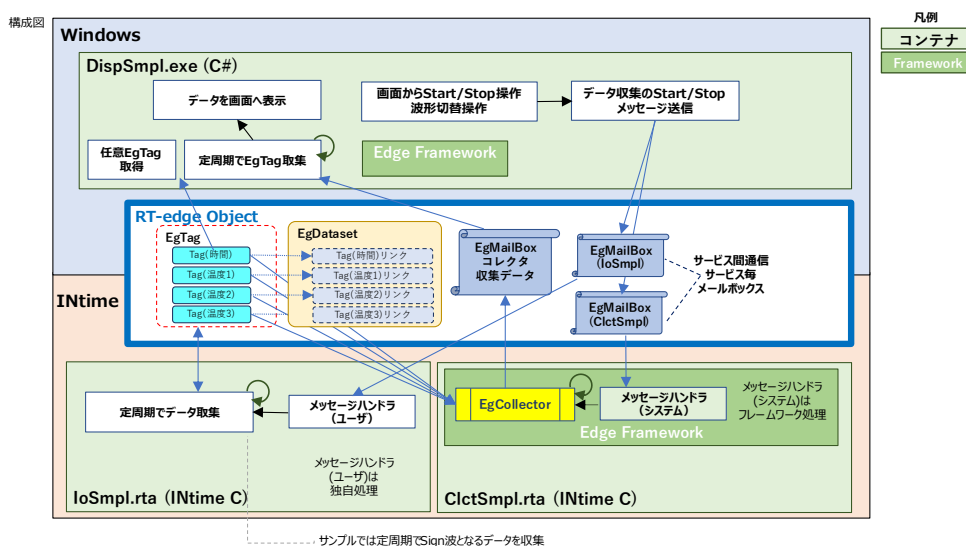 構成図
凡例
コンテナ
Framework
Windows
DispSmpl.exe (C#)
データを画面へ表示
画面からStart/Stop操作
波形切替操作
データ収集のStart/Stop
メッセージ送信
任意EgTag
取得
定周期でEgTag収集
Edge Framework
RT-edge Object
EgTag
Tag(時間)
Tag(温度1)
Tag(温度2)
Tag(温度3)
EgDataset
Tag(時間)リンク
Tag(温度1)リンク
Tag(温度2)リンク
Tag(温度3)リンク
EgMailBox
コレクタ
収集データ
EgMailBox
(IoSmpl)
EgMailBox
(ClctSmpl)
サービス間通信
サービス毎
メールボックス
INtime
定周期でデータ収集
メッセージハンドラ
(ユーザ)
メッセージハンドラ
(ユーザ)は
独自処理
IoSmpl.rta (INtime C)
EgCollector
メッセージハンドラ
(システム)
メッセージハンドラ
(システム)は
フレームワーク処理
Edge Framework
ClctSmpl.rta (INtime C)
サンプルでは定周期でSign波となるデータを収集